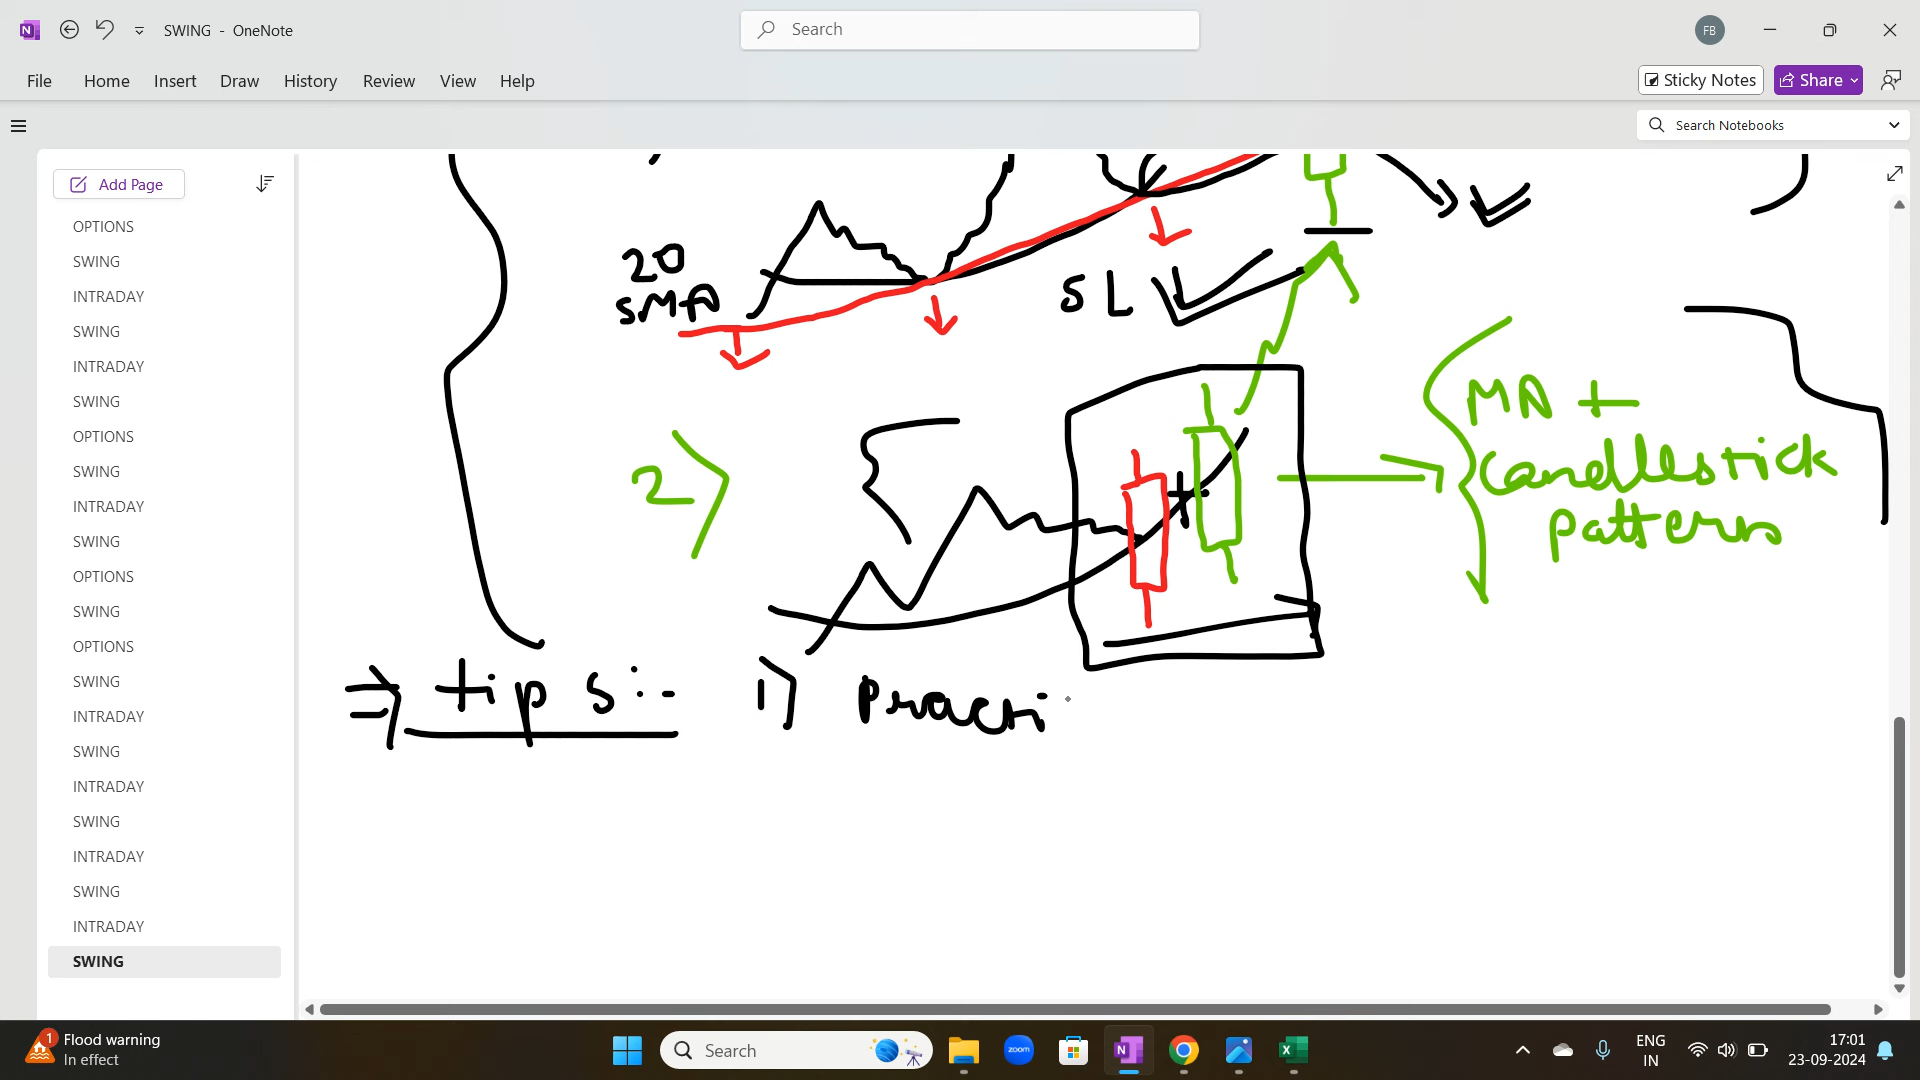 SWING - OneNote
Search
FB
File Home Insert Draw History Review View Help
Sticky Notes Share
Search Notebooks
Add Page
OPTIONS
SWING
INTRADAY
SWING
INTRADAY
SWING
OPTIONS
SWING
INTRADAY
SWING
OPTIONS
SWING
OPTIONS
SWING
INTRADAY
SWING
INTRADAY
SWING
INTRADAY
SWING
INTRADAY
SWING
20
SMA
SL
2)
MA +
Candlestick
patterns
⇒ tips:- 1) Practi
1
Flood warning
In effect
Search
zoom
ENG
IN
17:01
23-09-2024